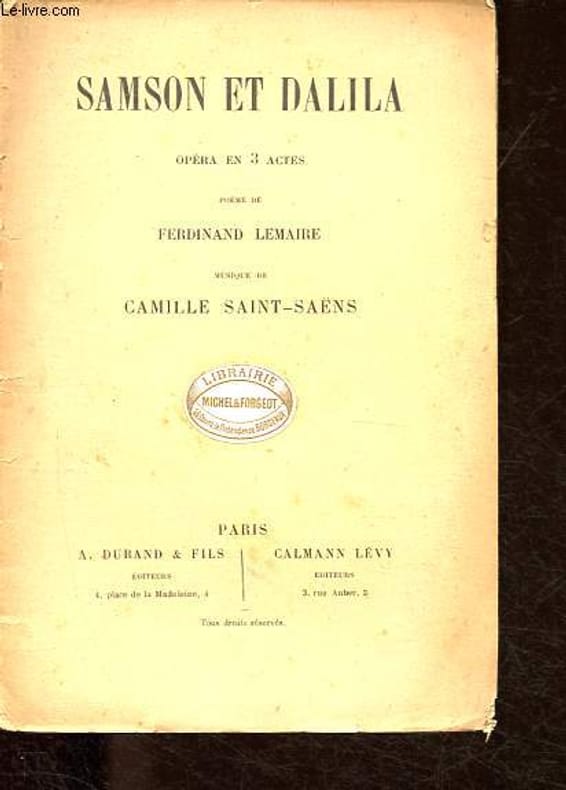 Le-livre.com
SAMSON ET DALILA
OPÉRA EN 3 ACTES
POÈME DE
FERDINAND LEMAIRE
MUSIQUE DE
CAMILLE SAINT-SAËNS
LIBRAIRIE
MICHEL & FORGEOT
BORDEAUX
PARIS
A. DURAND & FILS
ÉDITEURS
4, place de la Madeleine, 4
CALMANN LÉVY
EDITEURS
3, rue Auber, 3
Tous droits réservés.